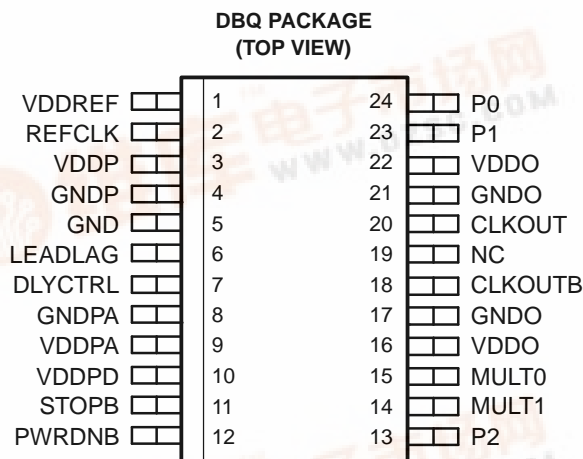 DBQ PACKAGE
(TOP VIEW)
VDDREF 1 24 P0
REFCLK 2 23 P1
VDDP 3 22 VDDO
GNDP 4 21 GNDO
GND 5 20 CLKOUT
LEADLAG 6 19 NC
DLYCTRL 7 18 CLKOUTB
GNDPA 8 17 GNDO
VDDPA 9 16 VDDO
VDDPD 10 15 MULT0
STOPB 11 14 MULT1
PWRDNB 12 13 P2